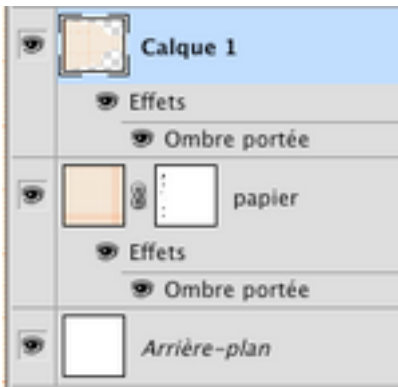 Calque 1
Effets
Ombre portée
papier
Effets
Ombre portée
Arrière-plan